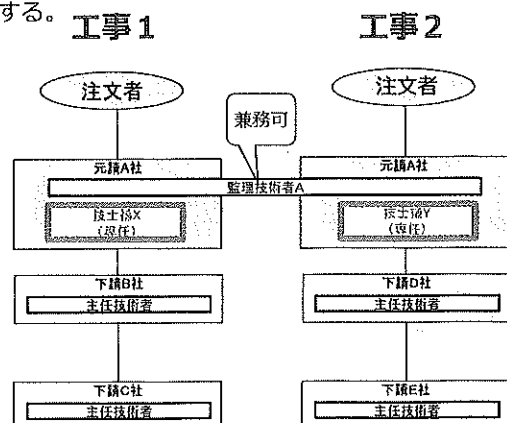 する。
工事1
工事2
注文者
注文者
兼務可
元請A社
元請A社
監理技術者A
技士補X
(専任)
技士補Y
(専任)
下請B社
主任技術者
下請D社
主任技術者
下請C社
主任技術者
下請E社
主任技術者